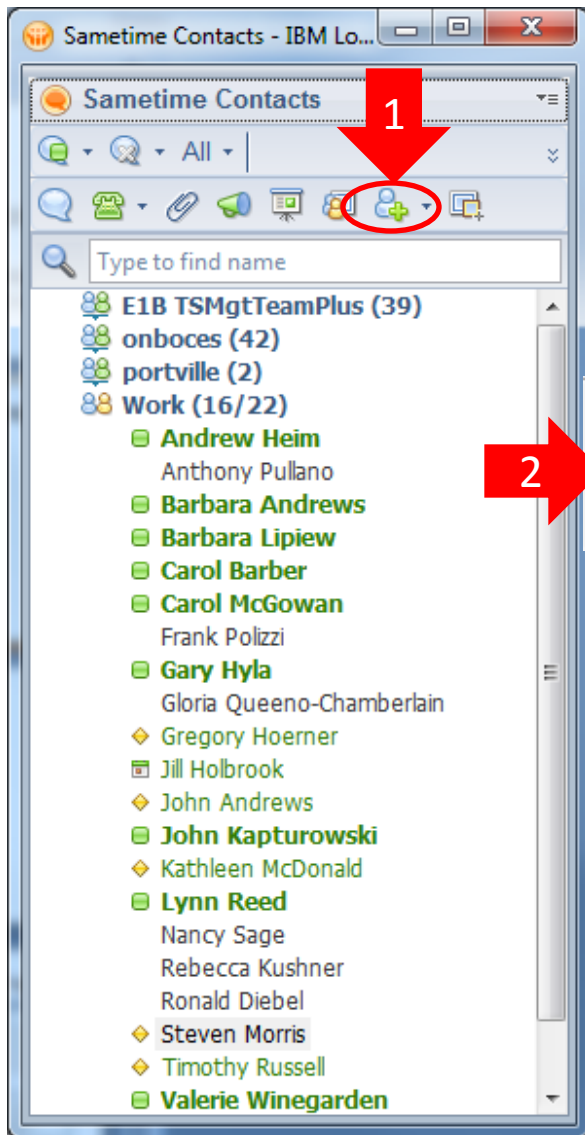 Sametime Contacts - IBM Lo...
Sametime Contacts
1
All
Type to find name
E1B TSMgtTeamPlus (39)
onboces (42)
portville (2)
Work (16/22)
Andrew Heim
Anthony Pullano
2
Barbara Andrews
Barbara Lipiew
Carol Barber
Carol McGowan
Frank Polizzi
Gary Hyla
Gloria Queeno-Chamberlain
Gregory Hoerner
Jill Holbrook
John Andrews
John Kapturowski
Kathleen McDonald
Lynn Reed
Nancy Sage
Rebecca Kushner
Ronald Diebel
Steven Morris
Timothy Russell
Valerie Winegarden